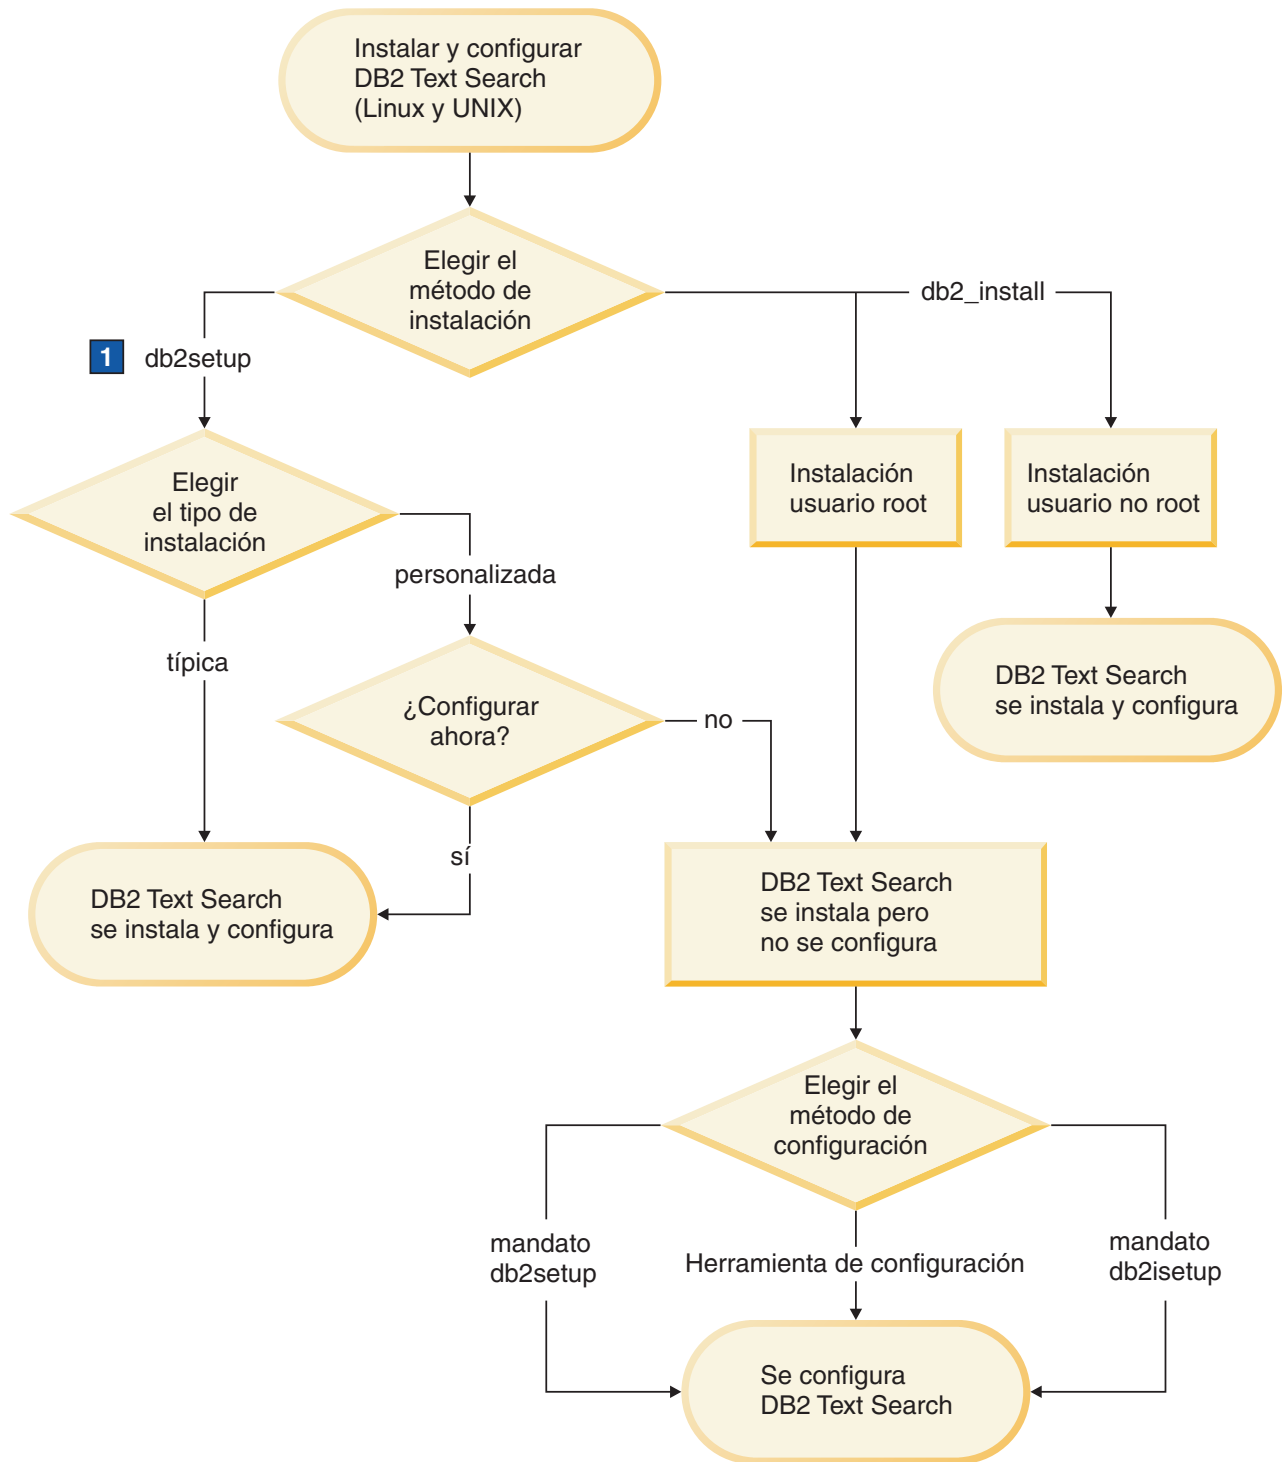 Instalar y configurar
DB2 Text Search
(Linux y UNIX)
Elegir el
método de
instalación
db2_install
1 db2setup
Elegir
el tipo de
instalación
Instalación
usuario root
Instalación
usuario no root
personalizada
típica
¿Configurar
ahora?
no
DB2 Text Search
se instala y configura
sí
DB2 Text Search
se instala y configura
DB2 Text Search
se instala pero
no se configura
Elegir el
método de
configuración
mandato
db2setup
Herramienta de configuración
mandato
db2isetup
Se configura
DB2 Text Search